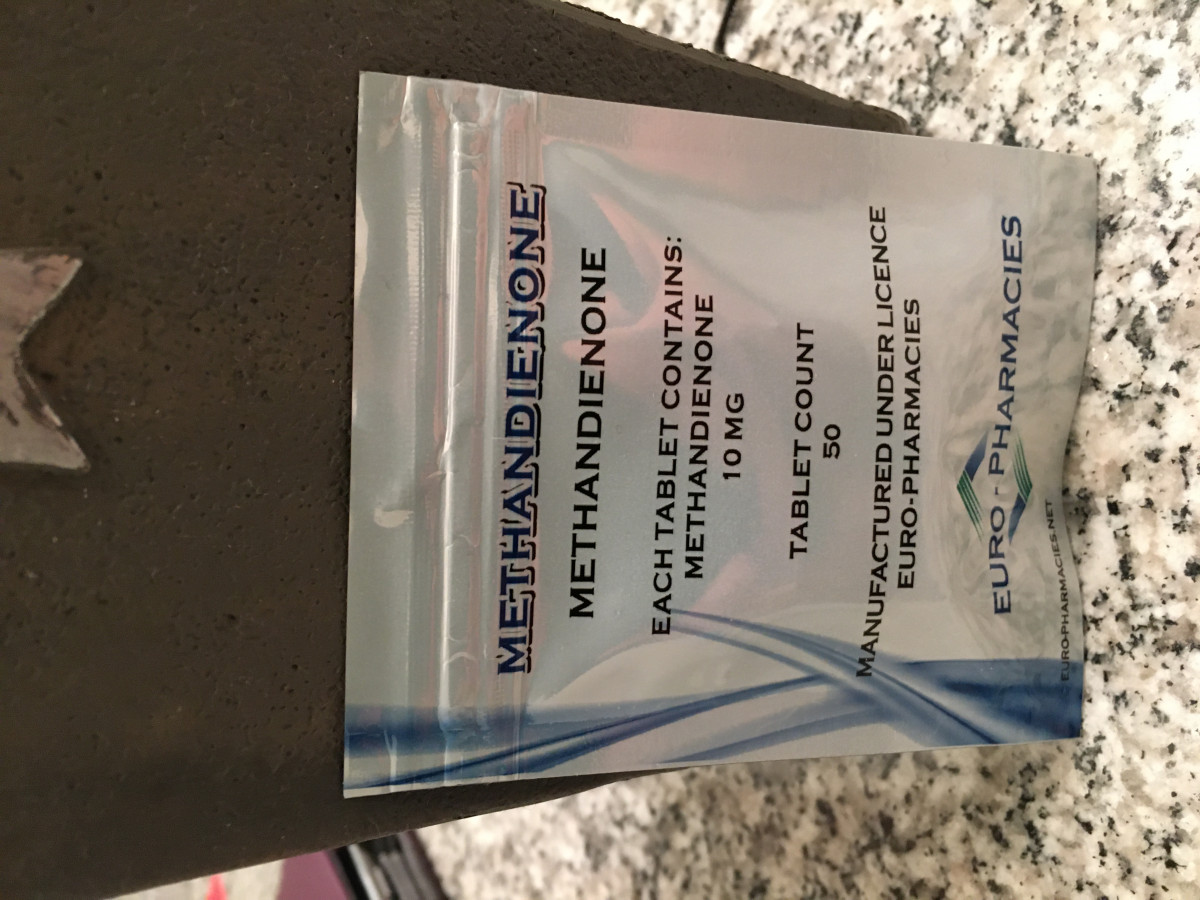 METHANDIENONE
METHANDIENONE
EACH TABLET CONTAINS:
METHANDIENONE
10 MG
TABLET COUNT
50
MANUFACTURED UNDER LICENCE
EURO-PHARMACIES
EURO-PHARMACIES
EURO-PHARMACIES.NET